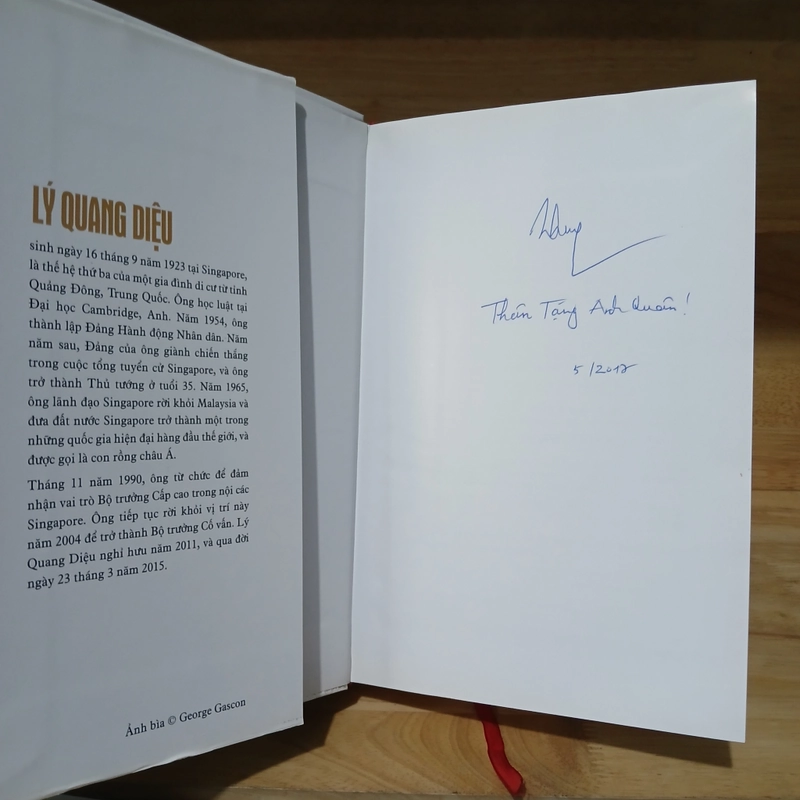 LÝ QUANG DIỆU
sinh ngày 16 tháng 9 năm 1923 tại Singapore,
là thế hệ thứ ba của một gia đình di cư từ tỉnh
Quảng Đông, Trung Quốc. Ông học luật tại
Đại học Cambridge, Anh. Năm 1954, ông
thành lập Đảng Hành động Nhân dân. Năm
năm sau, Đảng của ông giành chiến thắng
trong cuộc tổng tuyển cử Singapore, và ông
trở thành Thủ tướng ở tuổi 35. Năm 1965,
ông lãnh đạo Singapore rời khỏi Malaysia và
đưa đất nước Singapore trở thành một trong
những quốc gia hiện đại hàng đầu thế giới, và
được gọi là con rồng châu Á.
Tháng 11 năm 1990, ông từ chức để đảm
nhận vai trò Bộ trưởng Cấp cao trong nội các
Singapore. Ông tiếp tục rời khỏi vị trí này
năm 2004 để trở thành Bộ trưởng Cố vấn. Lý
Quang Diệu nghỉ hưu năm 2011, và qua đời
ngày 23 tháng 3 năm 2015.
Ảnh bìa © George Gascon
Thân Tặng Anh Quân!
5/2017